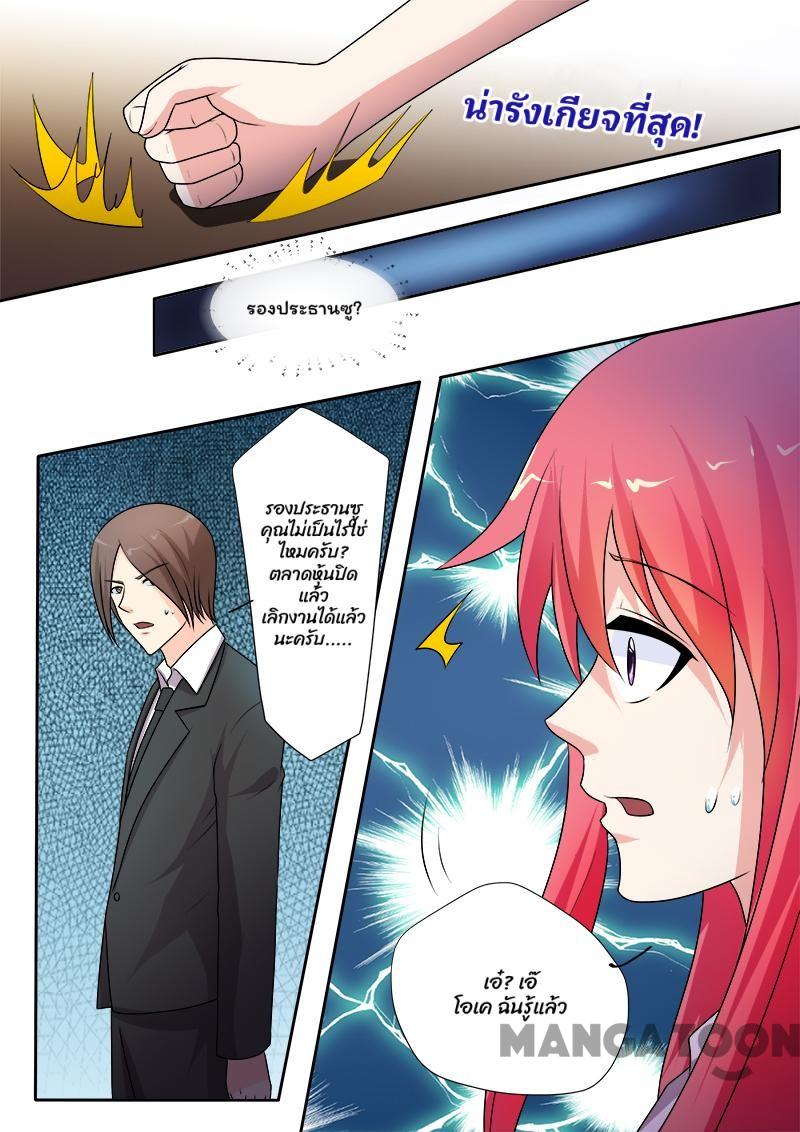 น่ารังเกียจที่สุด!
รองประธานซู?
รองประธานซู
คุณไม่เป็นไรใช่
ไหมครับ?
ตลาดหุ้นปิด
แล้ว
เลิกงานได้แล้ว
นะครับ.....
เอ๋? เอ๊
โอเค ฉันรู้แล้ว
MANGATOON